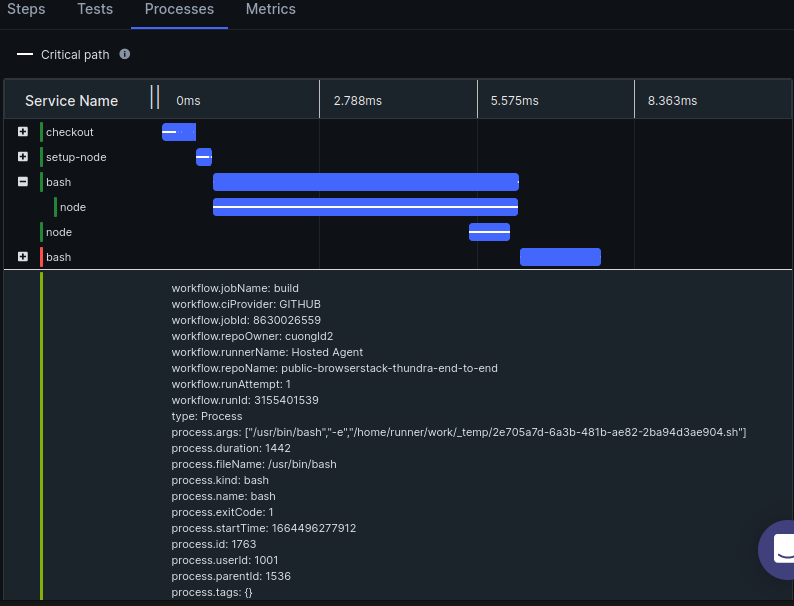 Steps Tests Processes Metrics
Critical path
Service Name 0ms 2.788ms 5.575ms 8.363ms
checkout
setup-node
bash
node
node
bash
workflow.jobName: build
workflow.ciProvider: GITHUB
workflow.jobId: 8630026559
workflow.repoOwner: cuongld2
workflow.runnerName: Hosted Agent
workflow.repoName: public-browserstack-thundra-end-to-end
workflow.runAttempt: 1
workflow.runId: 3155401539
type: Process
process.args: ["/usr/bin/bash","-e","/home/runner/work/_temp/2e705a7d-6a3b-481b-ae82-2ba94d3ae904.sh"]
process.duration: 1442
process.fileName: /usr/bin/bash
process.kind: bash
process.name: bash
process.exitCode: 1
process.startTime: 1664496277912
process.id: 1763
process.userId: 1001
process.parentId: 1536
process.tags: {}